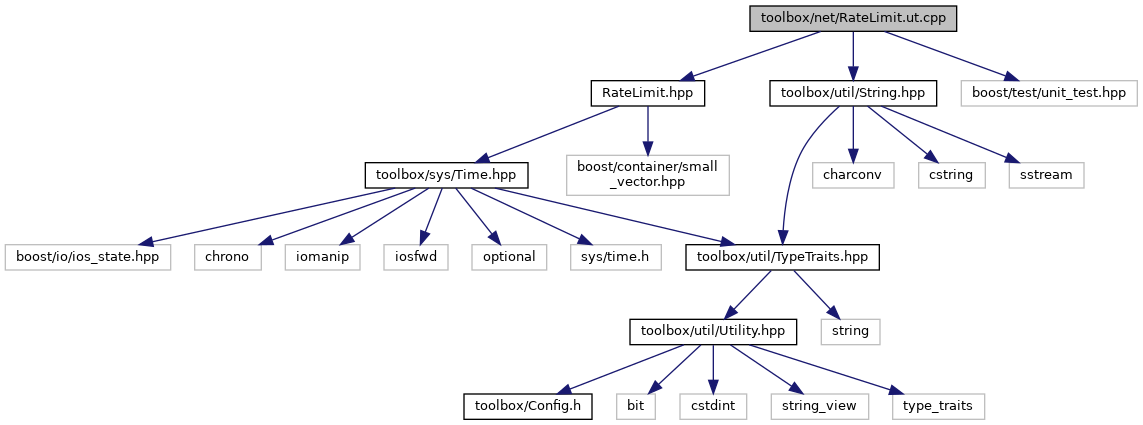 toolbox/net/RateLimit.ut.cpp
RateLimit.hpp
toolbox/util/String.hpp
boost/test/unit_test.hpp
toolbox/sys/Time.hpp
boost/container/small
_vector.hpp
charconv
cstring
sstream
boost/io/ios_state.hpp
chrono
iomanip
iosfwd
optional
sys/time.h
toolbox/util/TypeTraits.hpp
toolbox/util/Utility.hpp
string
toolbox/Config.h
bit
cstdint
string_view
type_traits